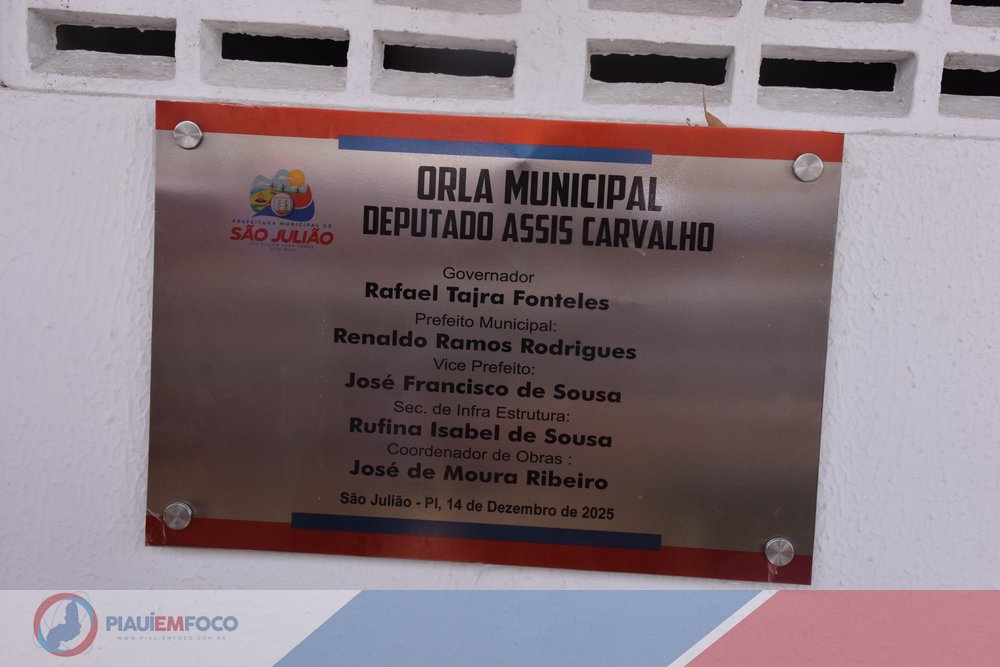 ORLA MUNICIPAL
DEPUTADO ASSIS CARVALHO
PREFEITURA MUNICIPAL DE
SÃO JULIÃO
Governador
Rafael Tajra Fonteles
Prefeito Municipal:
Renaldo Ramos Rodrigues
Vice Prefeito:
José Francisco de Sousa
Sec. de Infra Estrutura:
Rufina Isabel de Sousa
Coordenador de Obras :
José de Moura Ribeiro
São Julião - PI, 14 de Dezembro de 2025
PIAUÍEMFOCO
WWW.PIAUIEMFOCO.COM.BR